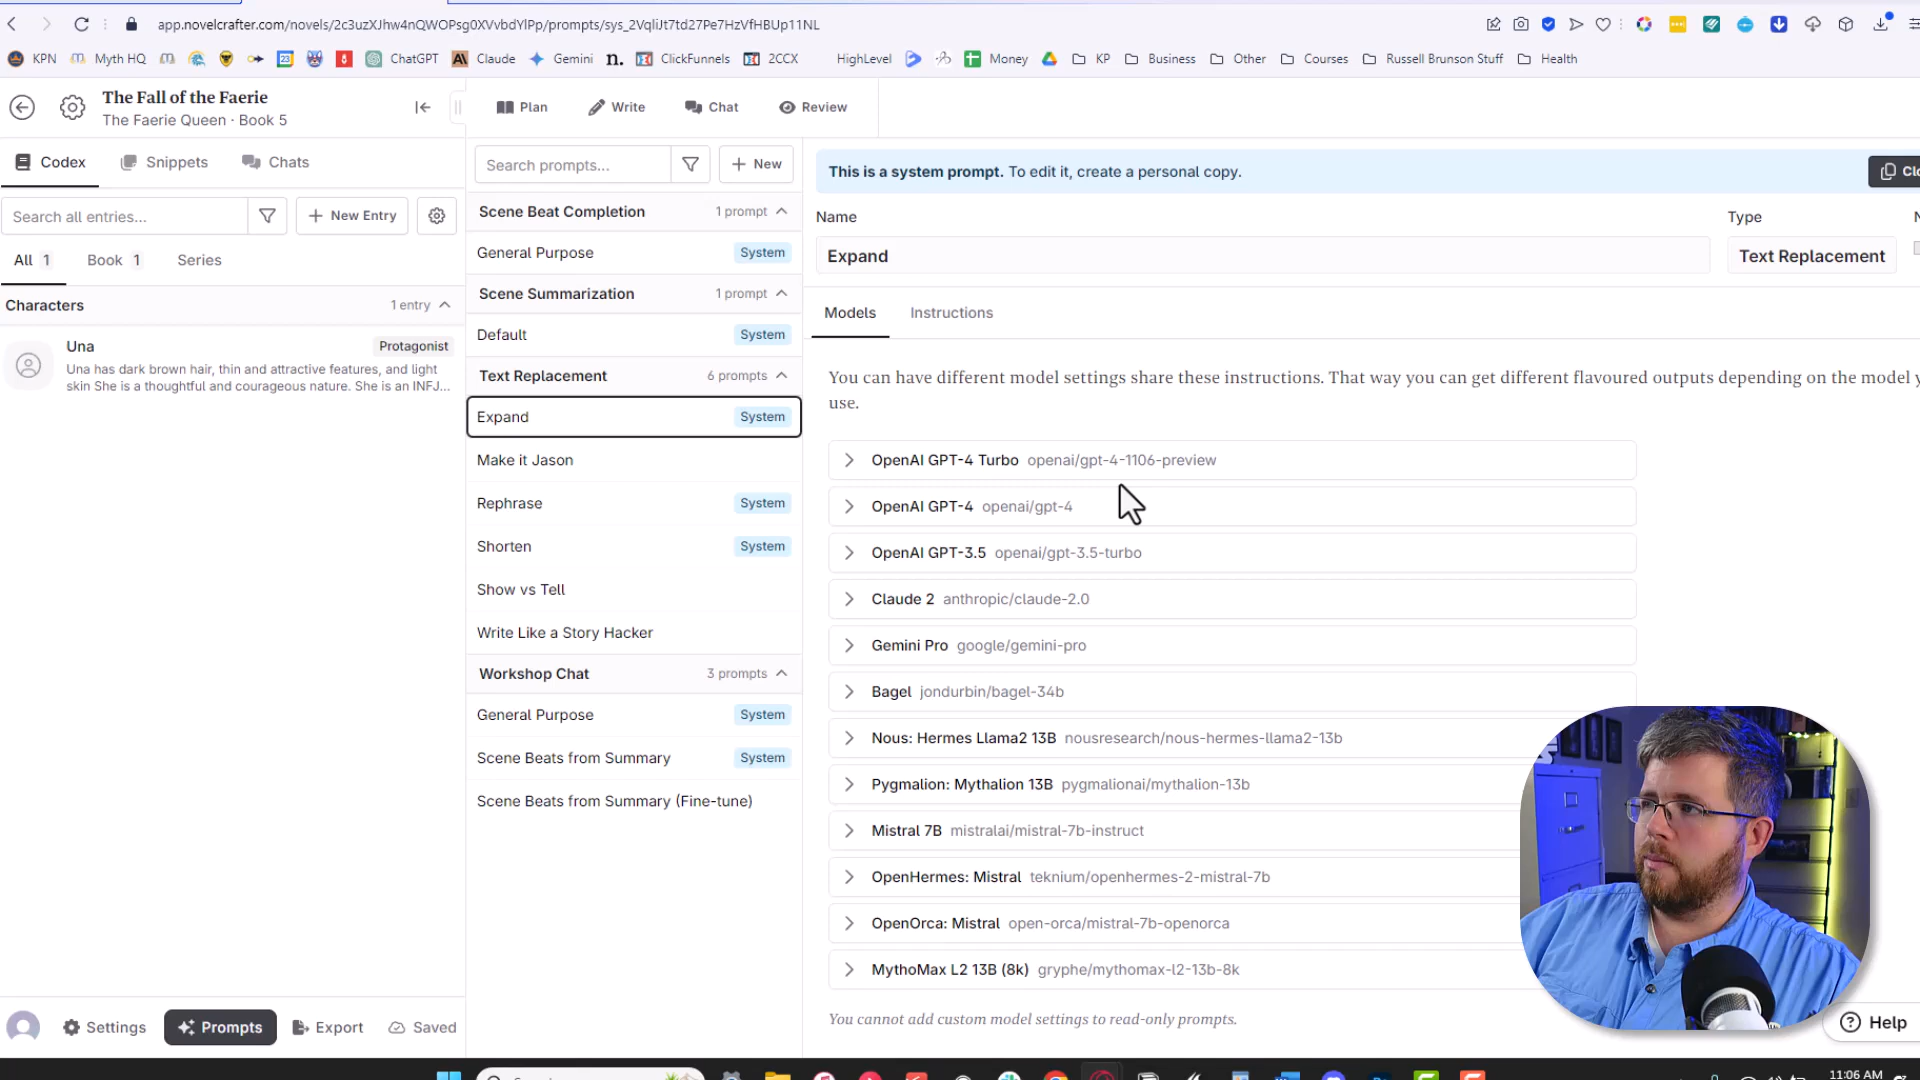 app.novelcrafter.com/novels/2c3uzXJhw4nQWOPsg0XVvbdYlPp/prompts/sys_2VqliJt7td27Pe7HzVfHBUp11NL
KPN
Myth HQ
23
ChatGPT
Claude
Gemini
n.
ClickFunnels
2CCX
HighLevel
Money
KP
Business
Other
Courses
Russell Brunson Stuff
Health
The Fall of the Faerie
The Faerie Queen · Book 5
Plan
Write
Chat
Review
Codex
Snippets
Chats
Search all entries...
New Entry
All 1
Book 1
Series
Characters
1 entry
Una
Protagonist
Una has dark brown hair, thin and attractive features, and light
skin She is a thoughtful and courageous nature. She is an INFJ...
Settings
Prompts
Export
Saved
Search prompts...
New
Scene Beat Completion
1 prompt
General Purpose
System
Scene Summarization
1 prompt
Default
System
Text Replacement
6 prompts
Expand
System
Make it Jason
Rephrase
System
Shorten
System
Show vs Tell
Write Like a Story Hacker
Workshop Chat
3 prompts
General Purpose
System
Scene Beats from Summary
System
Scene Beats from Summary (Fine-tune)
This is a system prompt. To edit it, create a personal copy.
Clo
Name
Type
Expand
Text Replacement
Models
Instructions
You can have different model settings share these instructions. That way you can get different flavoured outputs depending on the model y
use.
OpenAI GPT-4 Turbo openai/gpt-4-1106-preview
OpenAI GPT-4 openai/gpt-4
OpenAI GPT-3.5 openai/gpt-3.5-turbo
Claude 2 anthropic/claude-2.0
Gemini Pro google/gemini-pro
Bagel jondurbin/bagel-34b
Nous: Hermes Llama2 13B nousresearch/nous-hermes-llama2-13b
Pygmalion: Mythalion 13B pygmalionai/mythalion-13b
Mistral 7B mistralai/mistral-7b-instruct
OpenHermes: Mistral teknium/openhermes-2-mistral-7b
OpenOrca: Mistral open-orca/mistral-7b-openorca
MythoMax L2 13B (8k) gryphe/mythomax-l2-13b-8k
You cannot add custom model settings to read-only prompts.
Help
11:06 AM